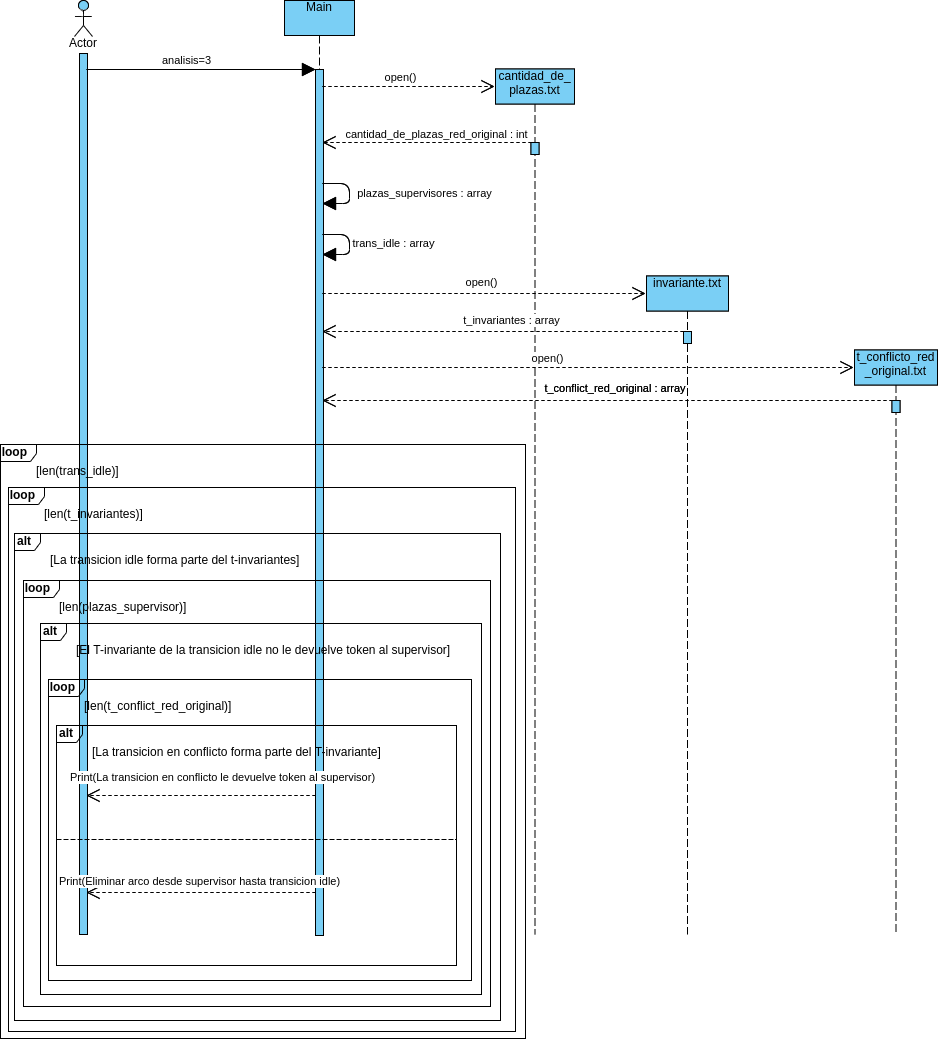 Main
Actor
analisis=3
open()
cantidad_de_
plazas.txt
cantidad_de_plazas_red_original : int
plazas_supervisores : array
trans_idle : array
open()
invariante.txt
t_invariantes : array
open()
t_conflicto_red
_original.txt
t_conflict_red_original : array
loop
[len(trans_idle)]
loop
[len(t_invariantes)]
alt
[La transicion idle forma parte del t-invariantes]
loop
[len(plazas_supervisor)]
alt
[El T-invariante de la transicion idle no le devuelve token al supervisor]
loop
[len(t_conflict_red_original)]
alt
[La transicion en conflicto forma parte del T-invariante]
Print(La transicion en conflicto le devuelve token al supervisor)
Print(Eliminar arco desde supervisor hasta transicion idle)